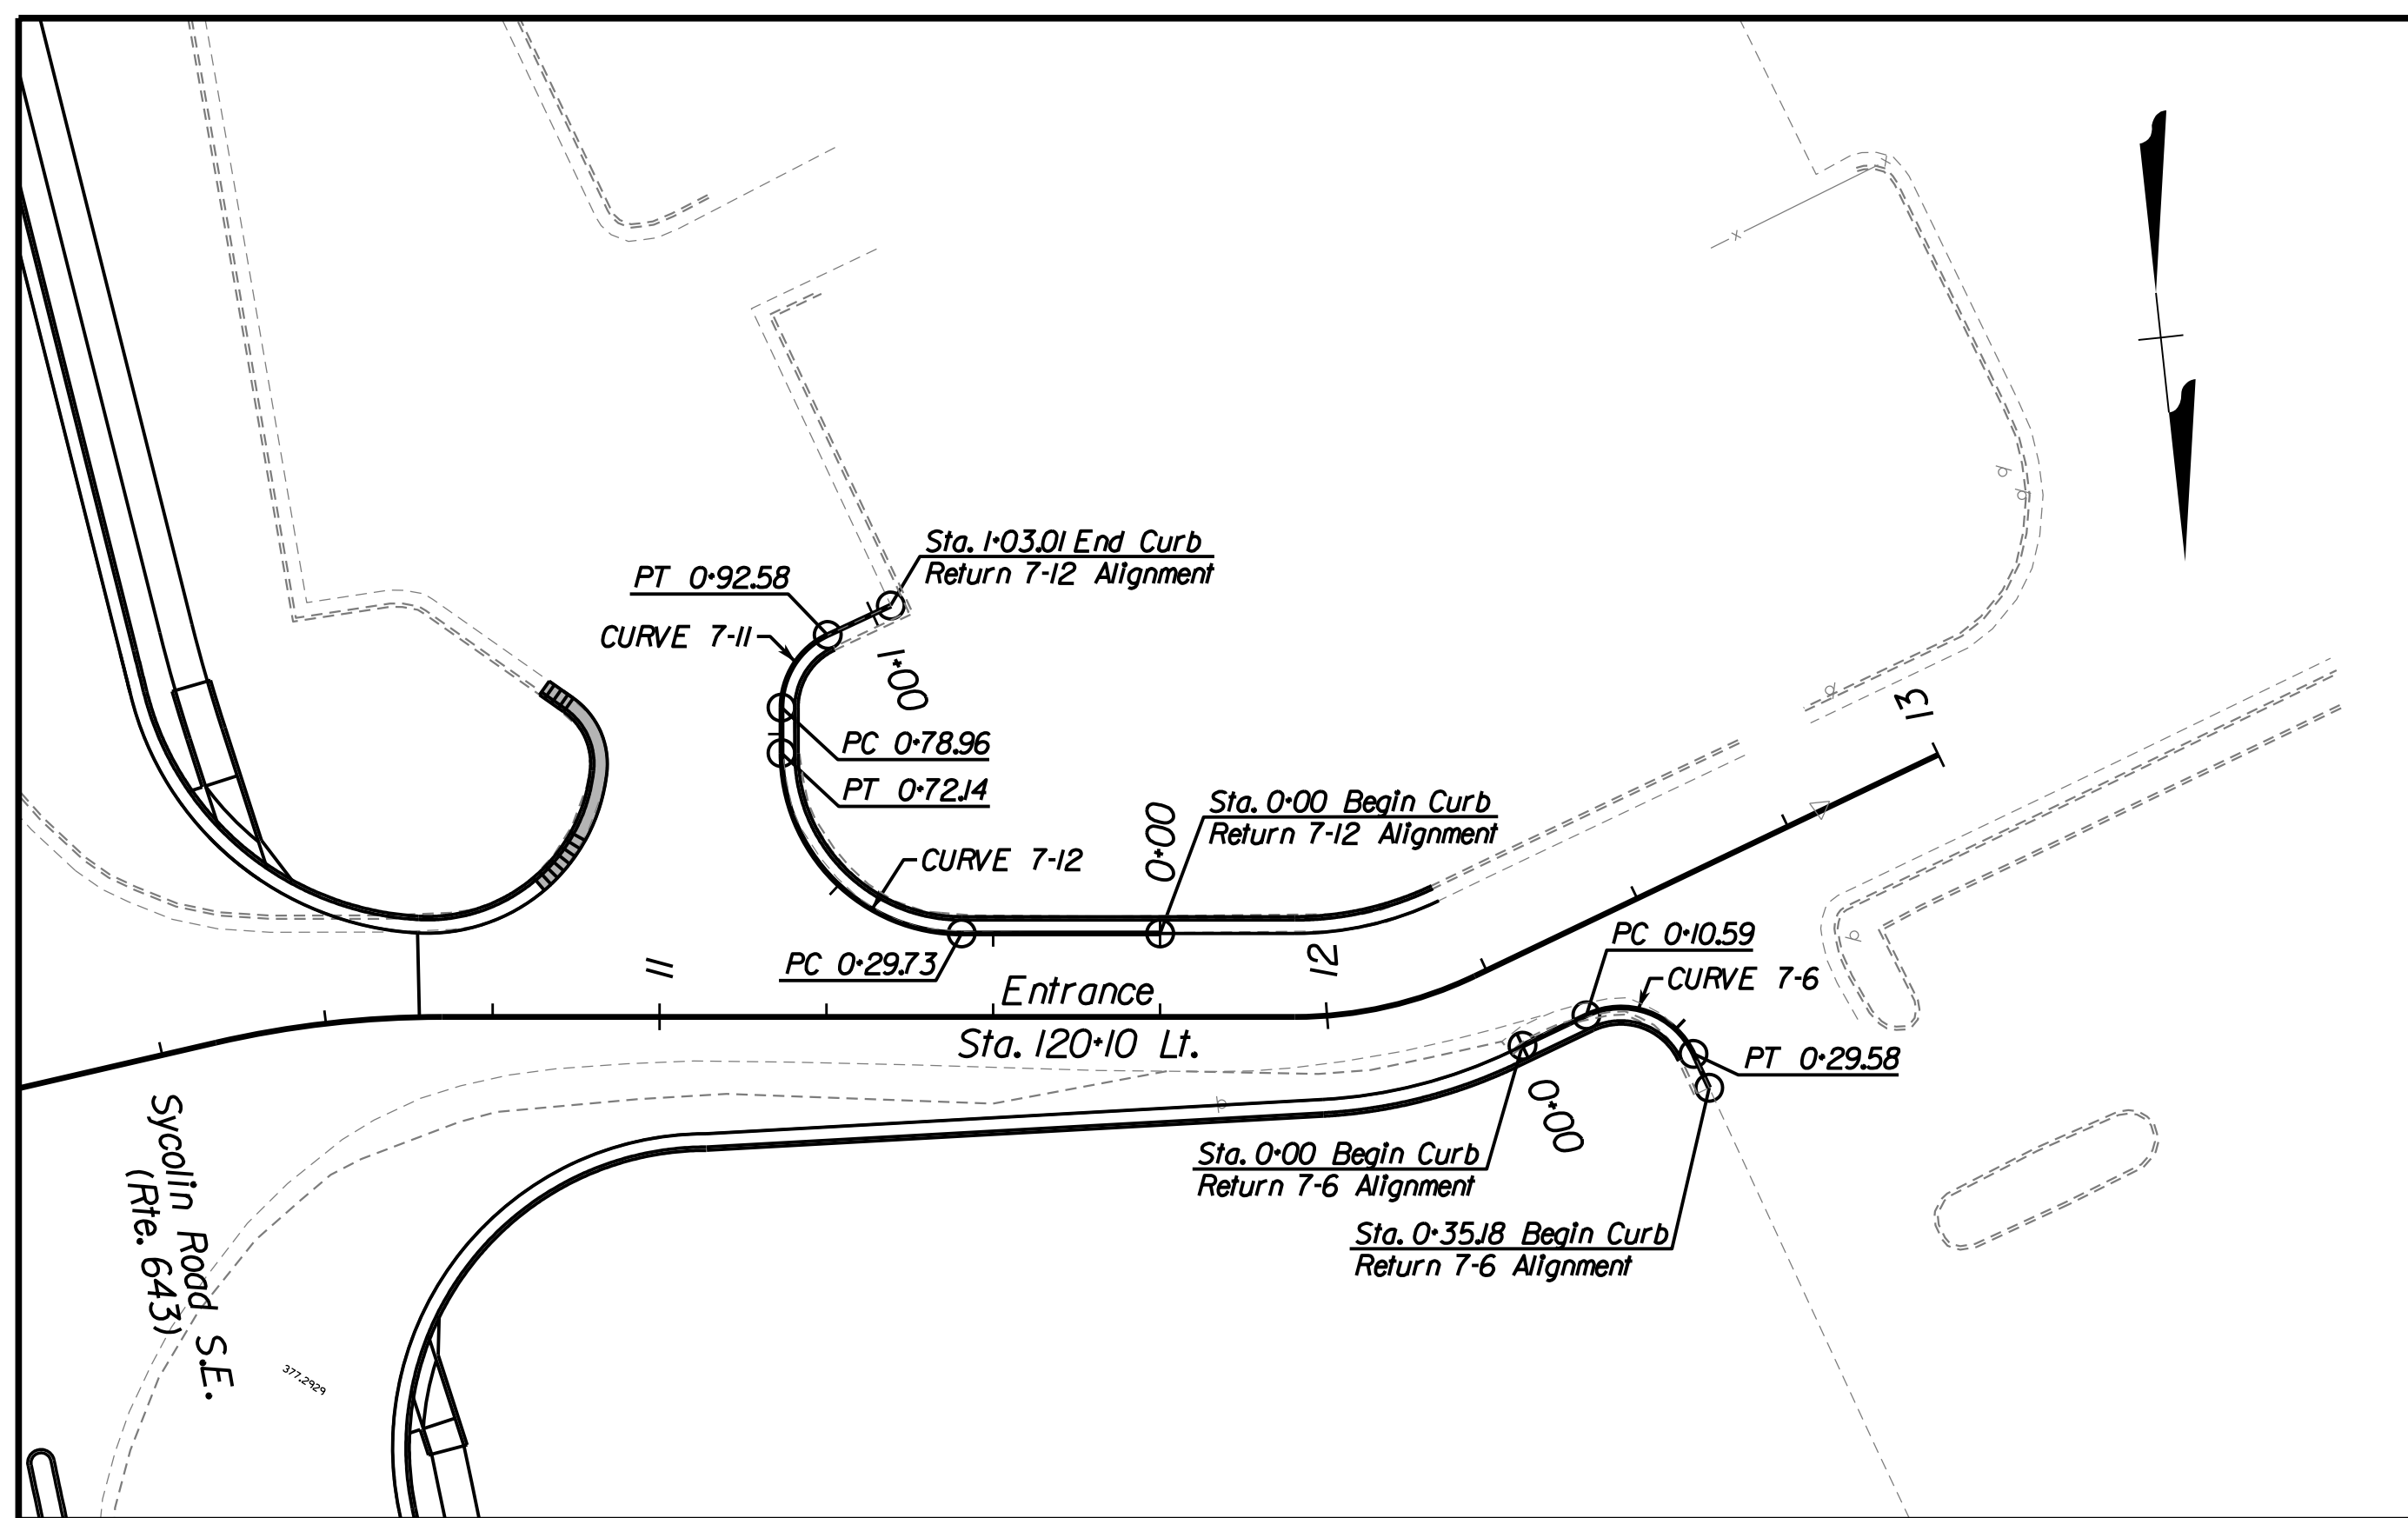 Sta. 1+03.01 End Curb
Return 7-12 Alignment
PT 0+92.58
CURVE 7-11
1+00
PC 0+78.96
PT 0+72.14
Sta. 0+00 Begin Curb
Return 7-12 Alignment
0+00
CURVE 7-12
PC 0+29.73
11
12
13
Entrance
Sta. 120+10 Lt.
PC 0+10.59
CURVE 7-6
PT 0+29.58
0+00
Sta. 0+00 Begin Curb
Return 7-6 Alignment
Sta. 0+35.18 Begin Curb
Return 7-6 Alignment
Sycolin Road S.E.
(Rte. 643)
377.2929